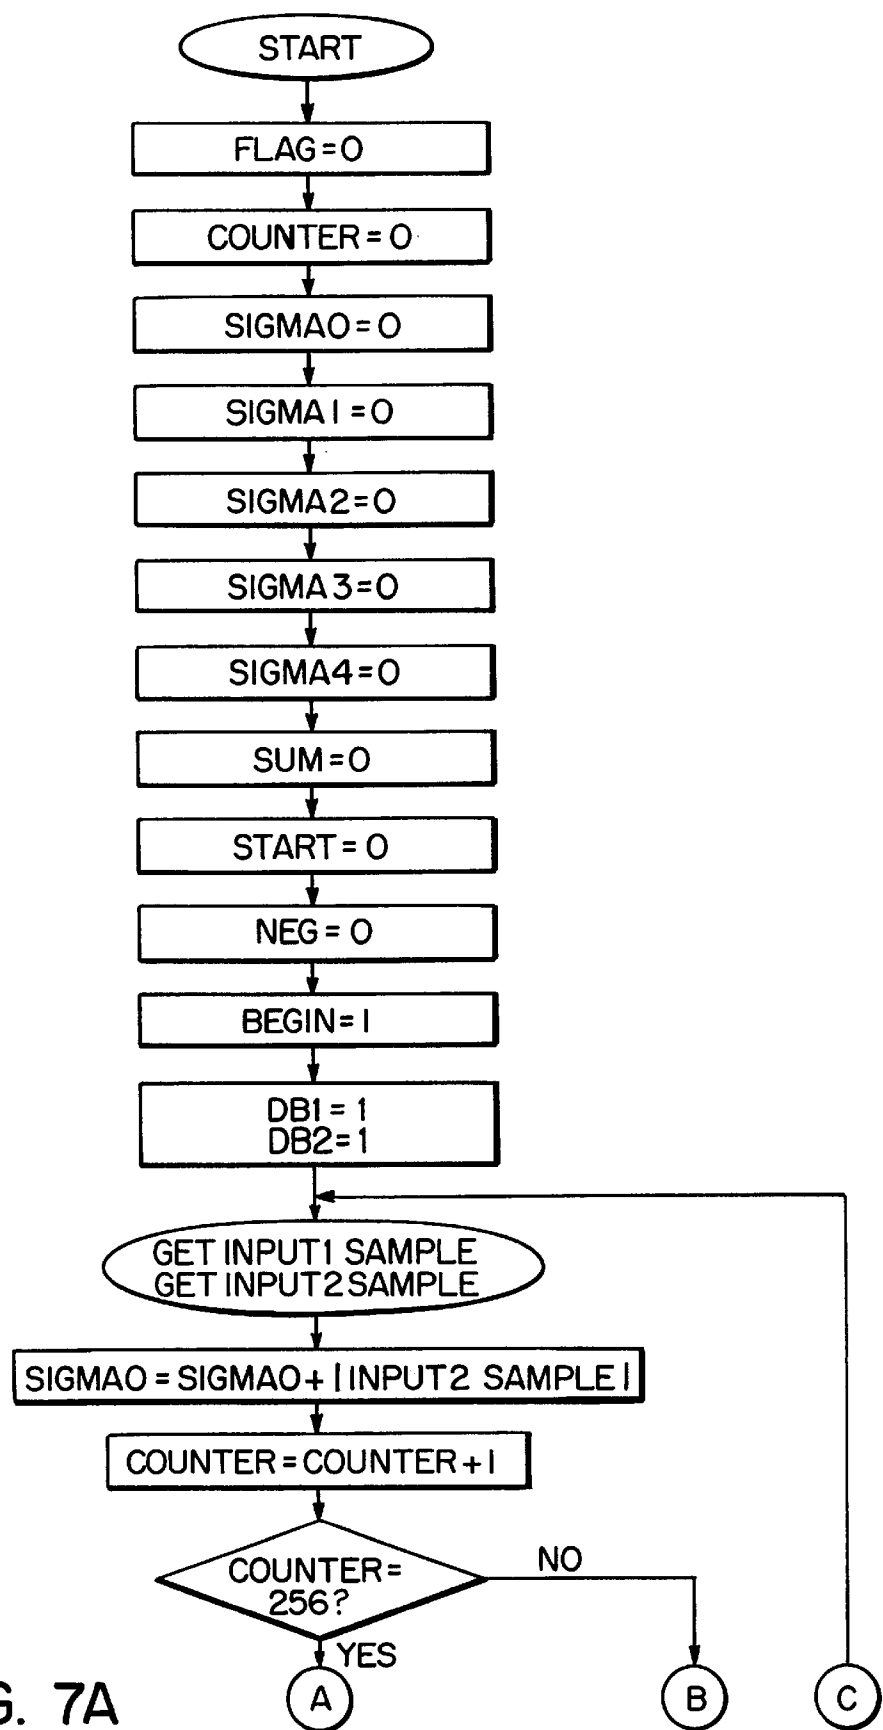 START
FLAG=0
COUNTER=0
SIGMA0=0
SIGMA1=0
SIGMA2=0
SIGMA3=0
SIGMA4=0
SUM=0
START=0
NEG=0
BEGIN=1
DB1=1
DB2=1
GET INPUT1 SAMPLE
GET INPUT2 SAMPLE
SIGMA0=SIGMA0+|INPUT2 SAMPLE|
COUNTER=COUNTER+1
COUNTER=
256?
NO
YES
A
B
C
G. 7A